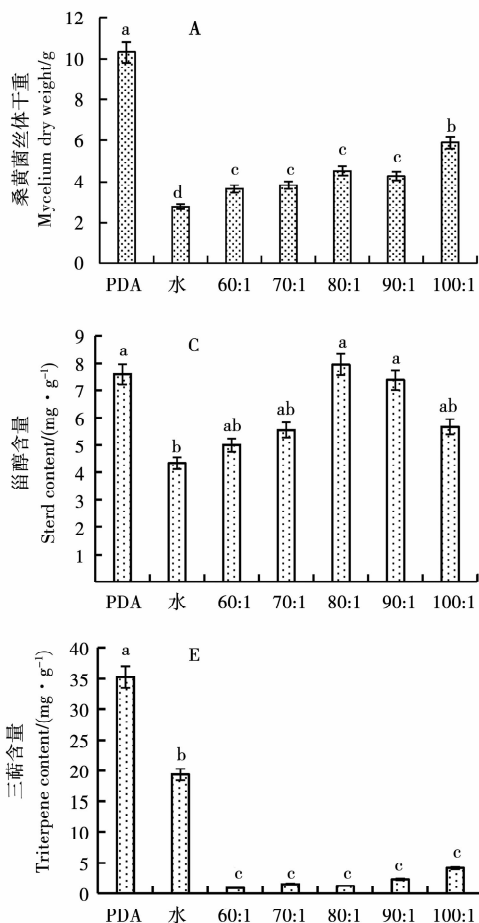 12
A
a
10
8
b
6
c
c
c
c
4
d
2
0
PDA
水
60:1
70:1
80:1
90:1
100:1
桑黄菌丝体干重
Mycelium dry weight/g
9
C
8
a
a
a
7
6
ab
ab
ab
5
b
4
3
2
1
PDA
水
60:1
70:1
80:1
90:1
100:1
甾醇含量
Sterd content/(mg·g⁻¹)
40
E
a
35
30
25
b
20
15
10
5
c
c
c
c
c
0
PDA
水
60:1
70:1
80:1
90:1
100:1
三萜含量
Triterpene content/(mg·g⁻¹)